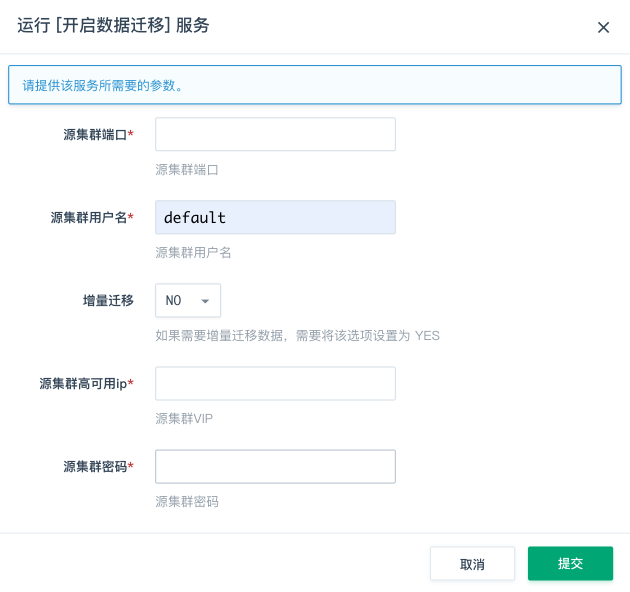 运行 [开启数据迁移] 服务
请提供该服务所需要的参数。
源集群端口*
源集群端口
源集群用户名* default
源集群用户名
增量迁移 NO
如果需要增量迁移数据，需要将该选项设置为 YES
源集群高可用ip*
源集群VIP
源集群密码*
源集群密码
取消 提交